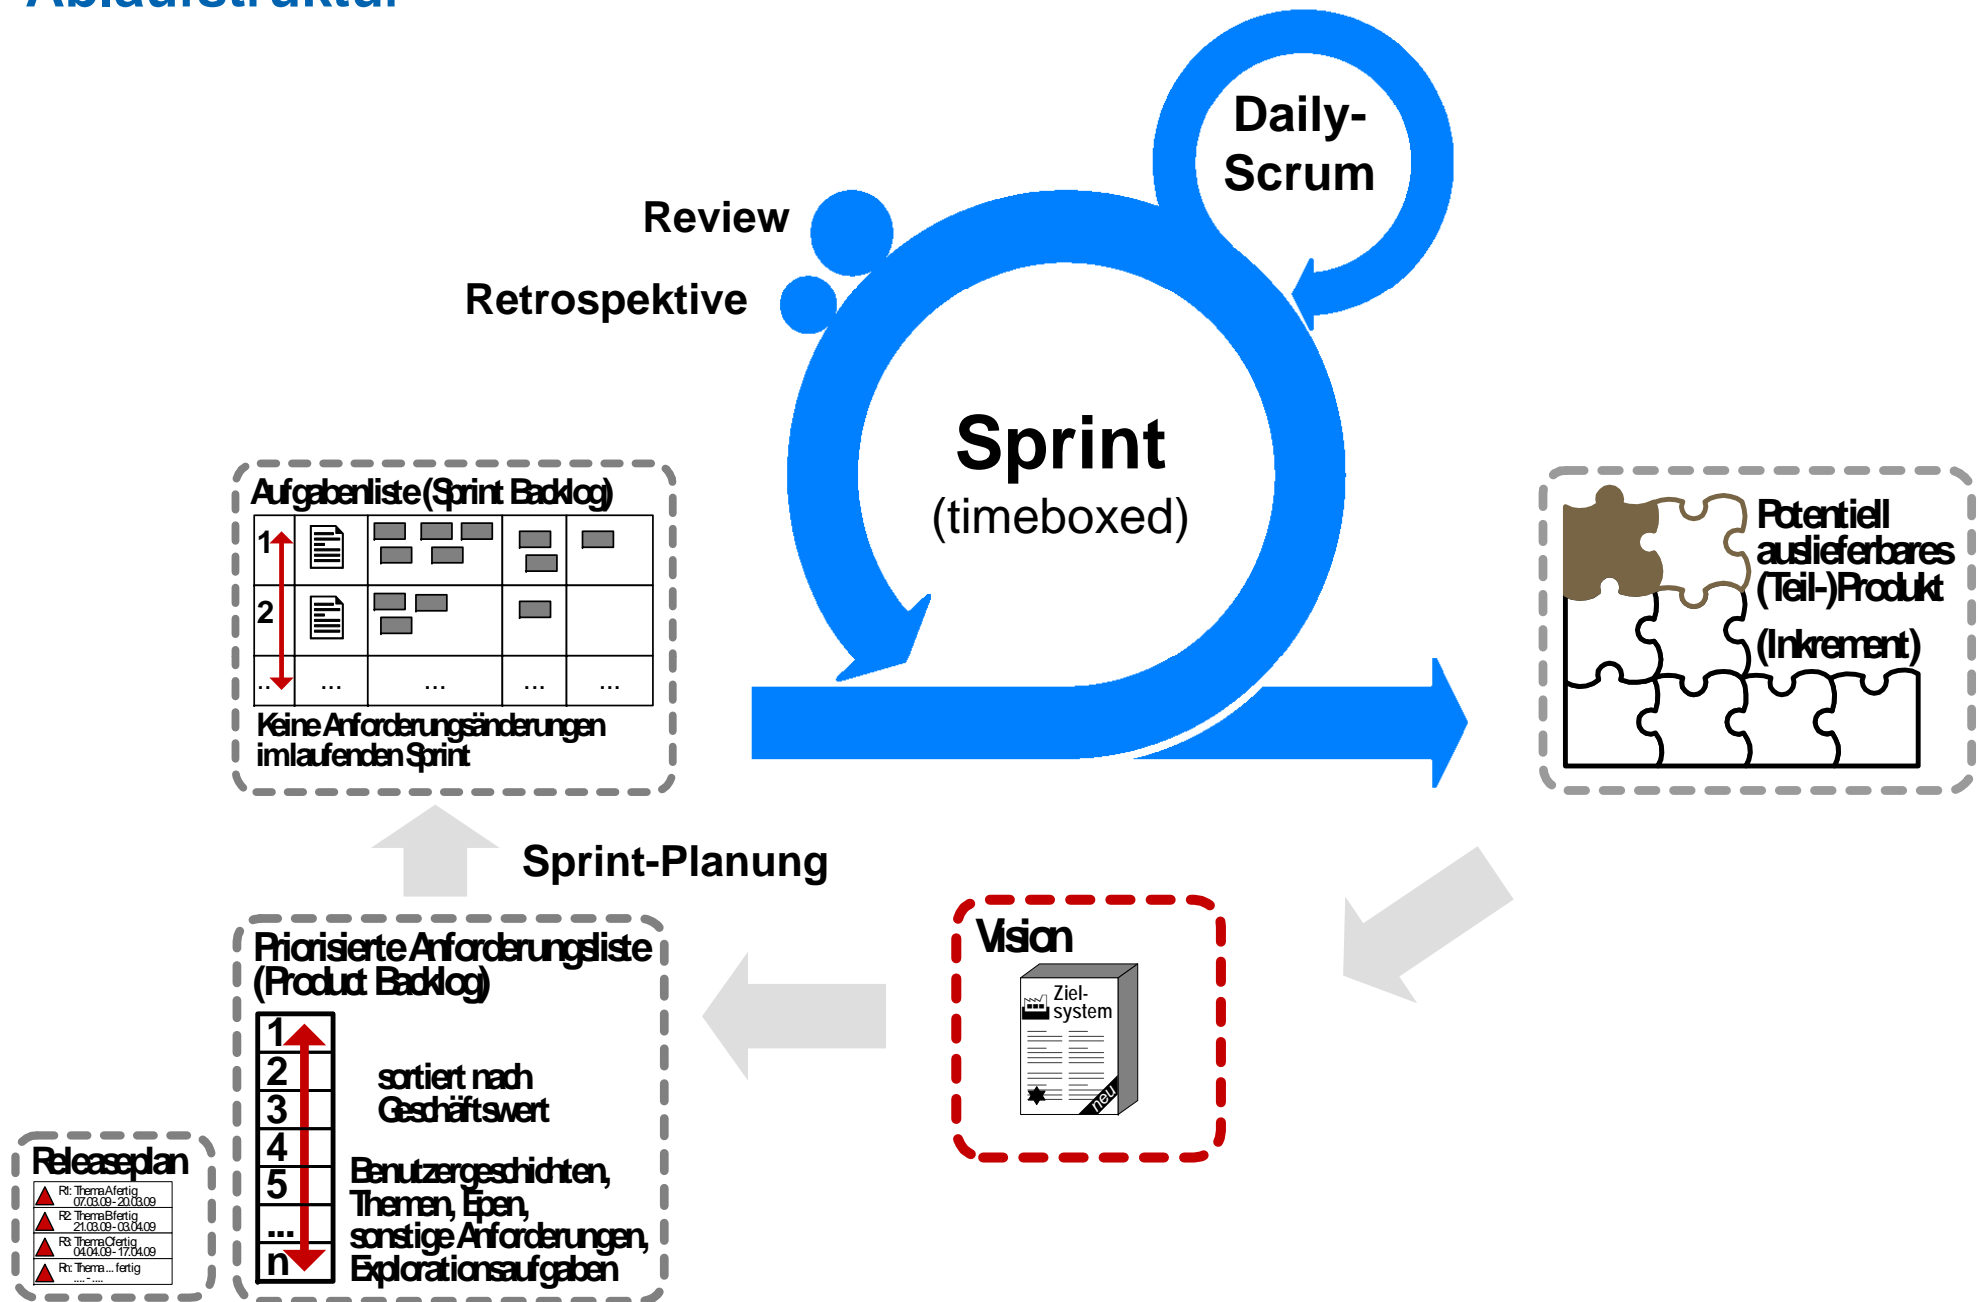 Ablaufstruktur
Daily-
Scrum
Review
Retrospektive
Sprint
(timeboxed)
Aufgabenliste (Sprint Backlog)
1
2
.. ... ... ... ...
Keine Anforderungsänderungen
im laufenden Sprint
Potentiell
auslieferbares
(Teil-)Produkt
(Inkrement)
Sprint-Planung
Priorisierte Anforderungsliste
(Product Backlog)
1
2
3
4
5
...
n
sortiert nach
Geschäftswert
Benutzergeschichten,
Themen, Epen,
sonstige Anforderungen,
Explorationsaufgaben
Vision
Ziel-
system
neu
Releaseplan
R1: Thema A fertig
07.03.09 - 20.03.09
R2: Thema B fertig
21.03.09 - 03.04.09
R3: Thema C fertig
04.04.09 - 17.04.09
Rn: Thema ... fertig
.... - ....